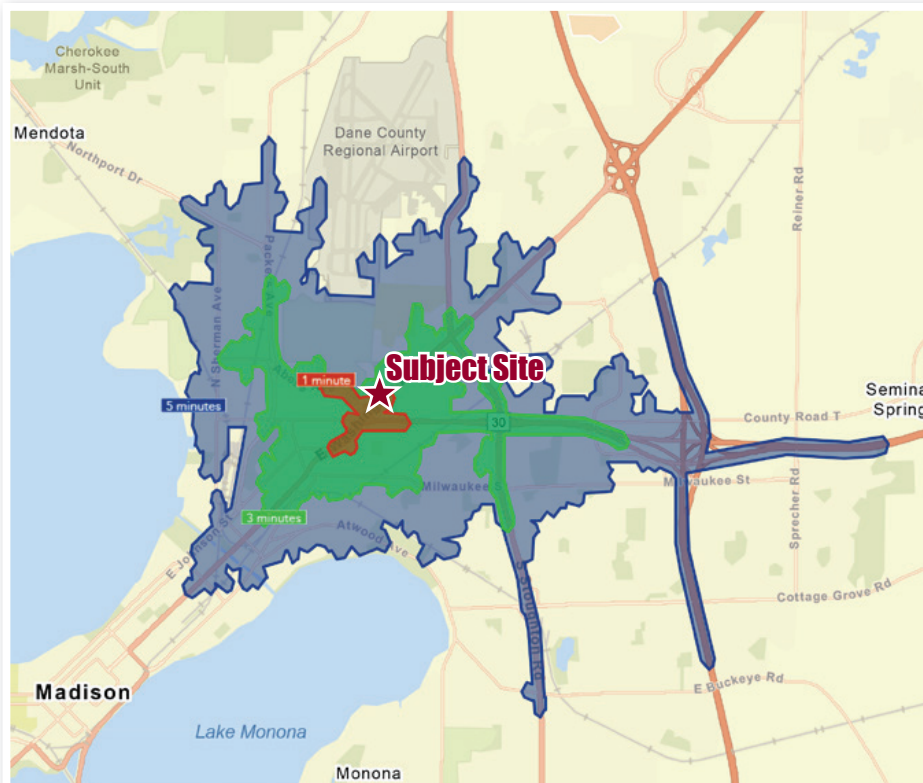 Cherokee
Marsh-South
Unit
Mendota
Northport Dr
Dane County
Regional Airport
Reiner Rd
Packers Ave
N Sherman Ave
Subject Site
1 minute
5 minutes
30
County Road T
Semina
Spring
Milwaukee S
Milwaukee St
Sprecher Rd
3 minutes
E Johnson St
Atwood Ave
S Stoughton Rd
Cottage Grove Rd
E Buckeye Rd
Madison
Lake Monona
Monona